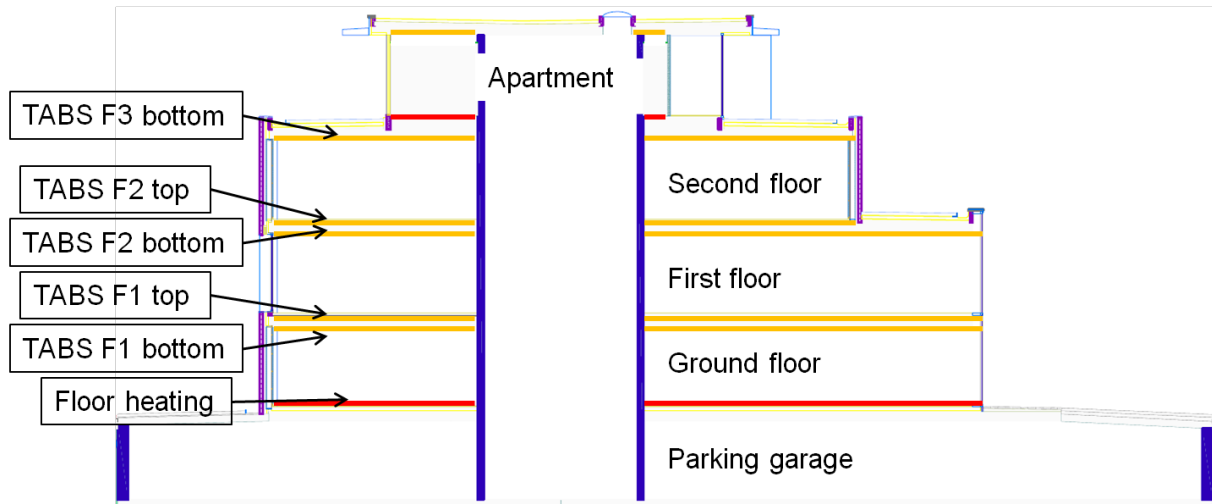 Apartment
TABS F3 bottom
TABS F2 top
Second floor
TABS F2 bottom
TABS F1 top
First floor
TABS F1 bottom
Ground floor
Floor heating
Parking garage